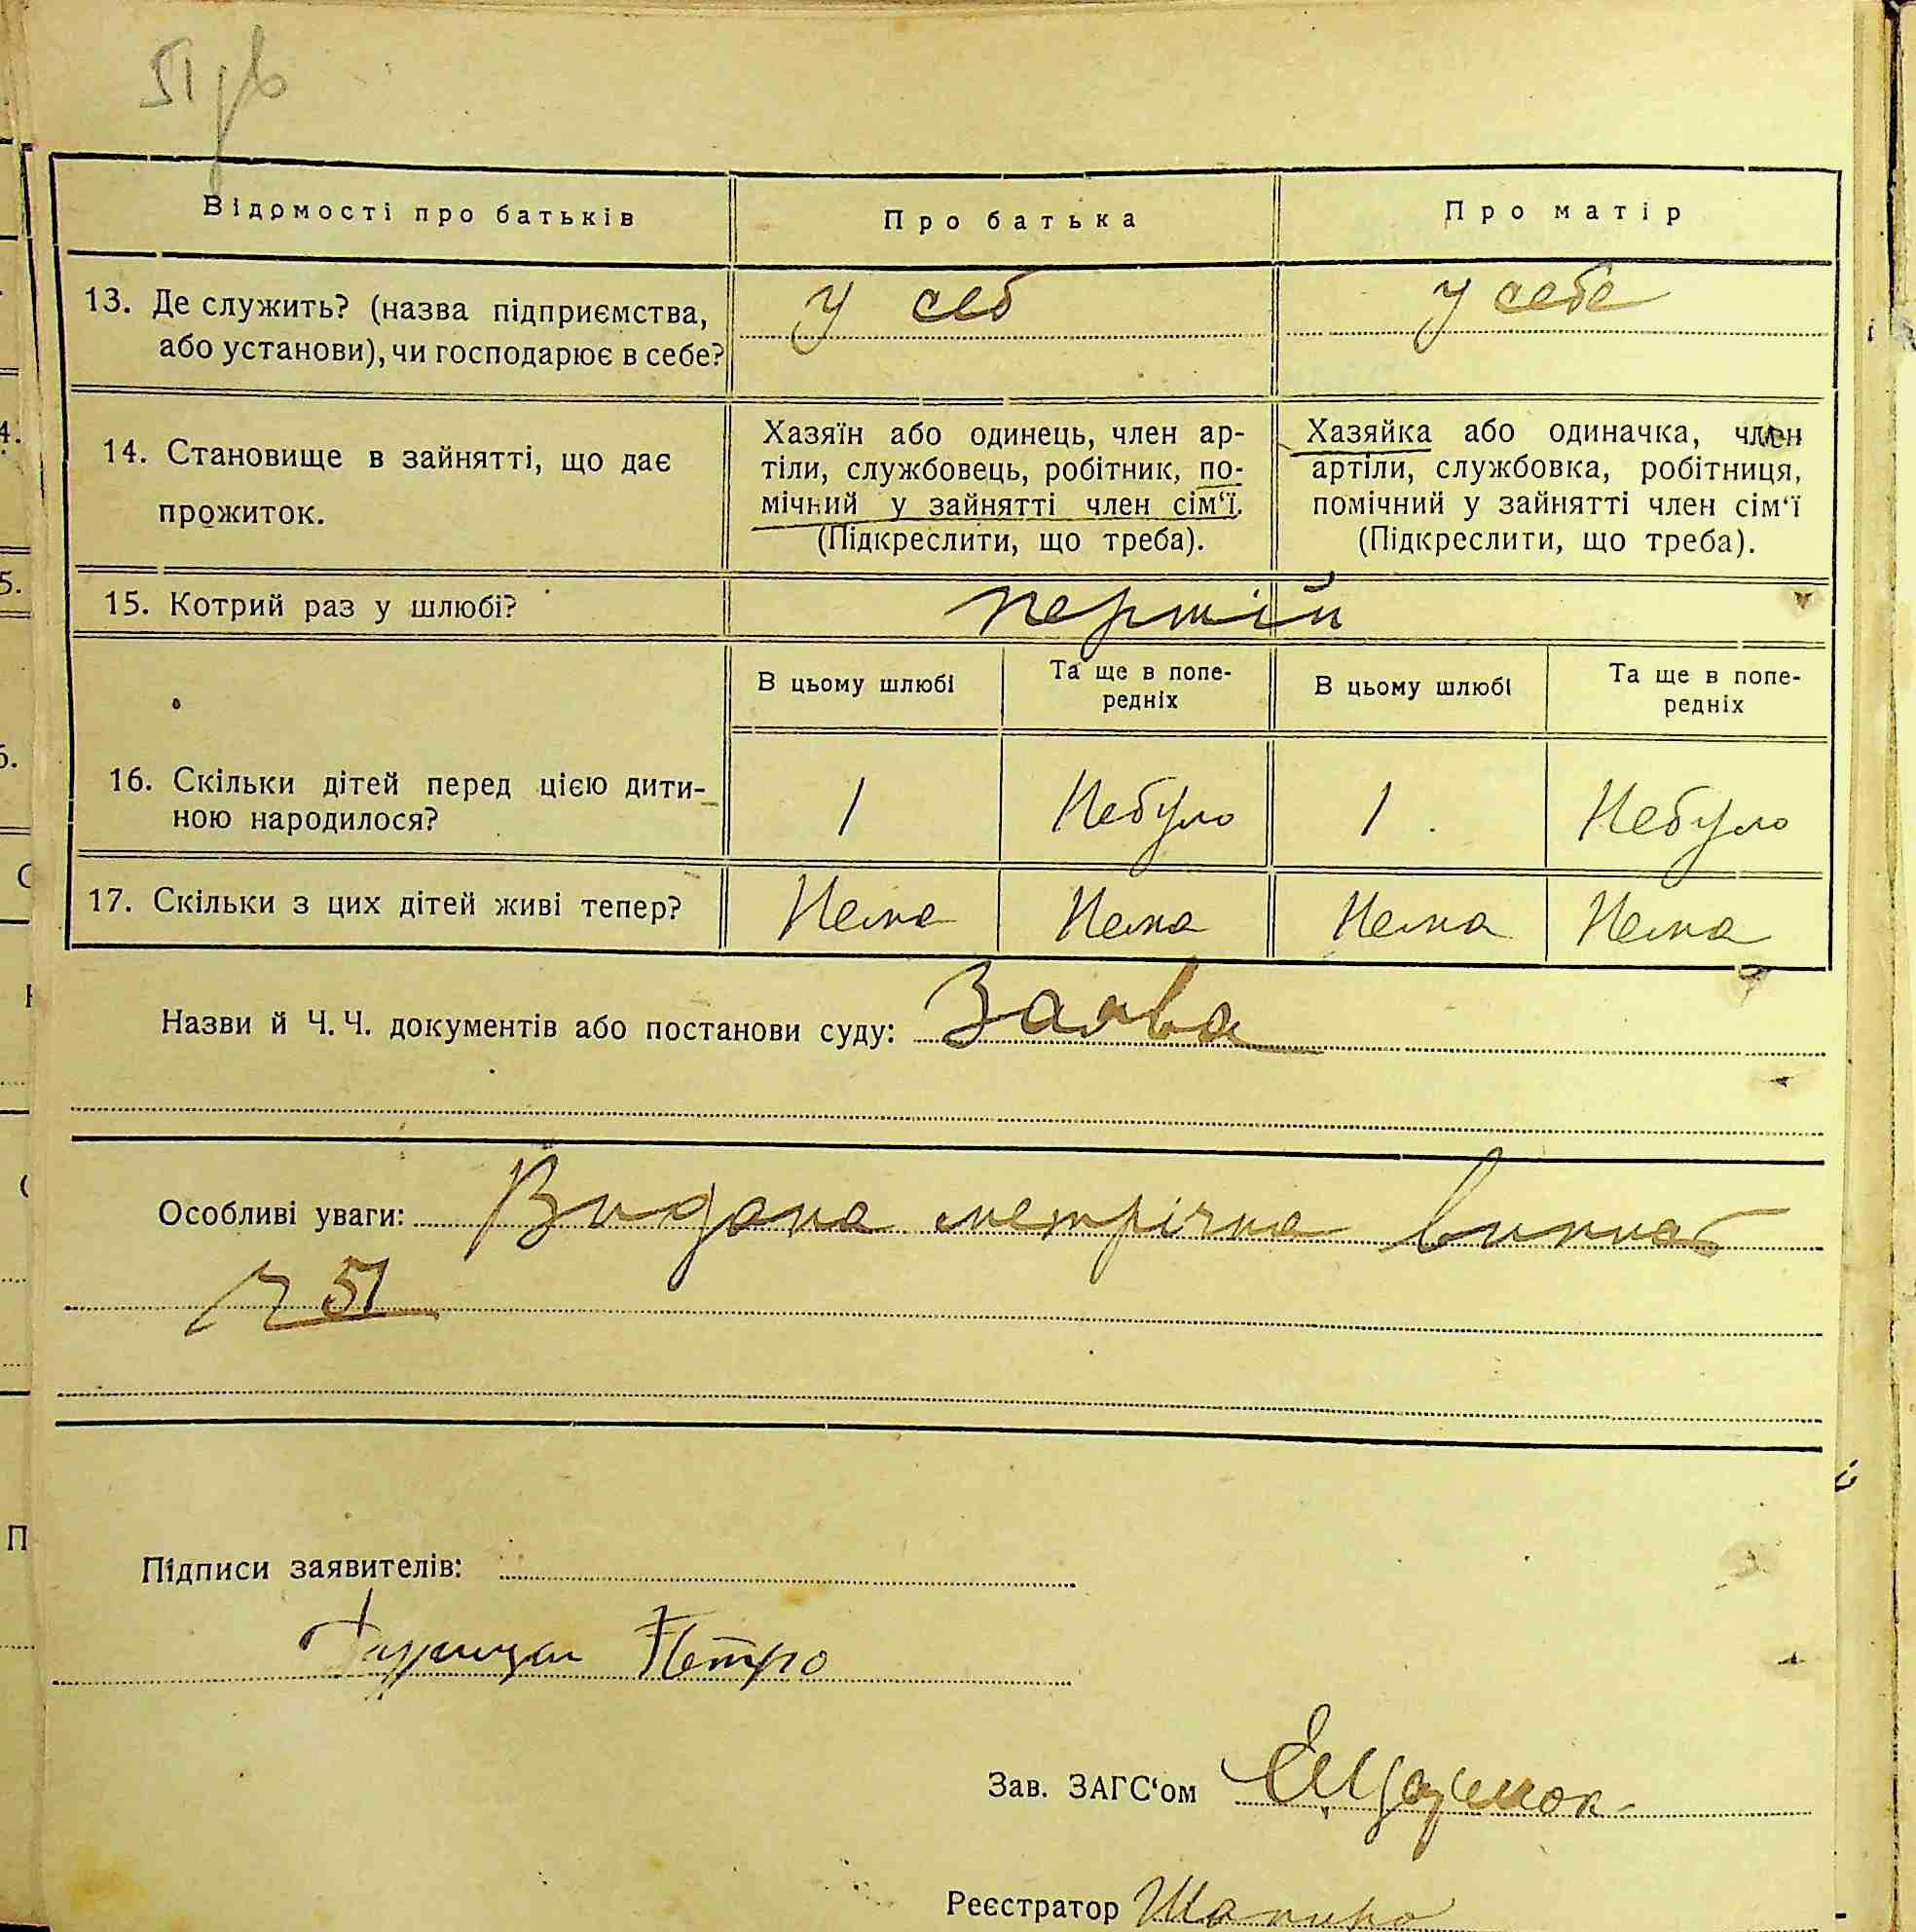 51 зв
Відомості про батьків
Про батька
Про матір
13. Де служить? (назва підприємства,
або установи), чи господарює в себе?
у себ
у себе
14. Становище в зайнятті, що дає
прожиток.
Хазяїн або одинець, член ар-
тіли, службовець, робітник, по-
мічний у зайнятті член сім‘ї.
(Підкреслити, що треба).
Хазяйка або одиначка, член
артіли, службовка, робітниця,
помічний у зайнятті член сім‘ї
(Підкреслити, що треба).
15. Котрий раз у шлюбі?
першій
В цьому шлюбі
Та ще в попе-
редніх
В цьому шлюбі
Та ще в попе-
редніх
16. Скільки дітей перед цією дити-
ною народилося?
1
Небуло
1
Небуло
17. Скільки з цих дітей живі тепер?
Нема
Нема
Нема
Нема
Назви й Ч. Ч. документів або постанови суду: Заява
Особливі уваги: Видана метрічна
№ 51
Підписи заявителів:
Петро
Зав. ЗАГС‘ом
Реєстратор Шапиро